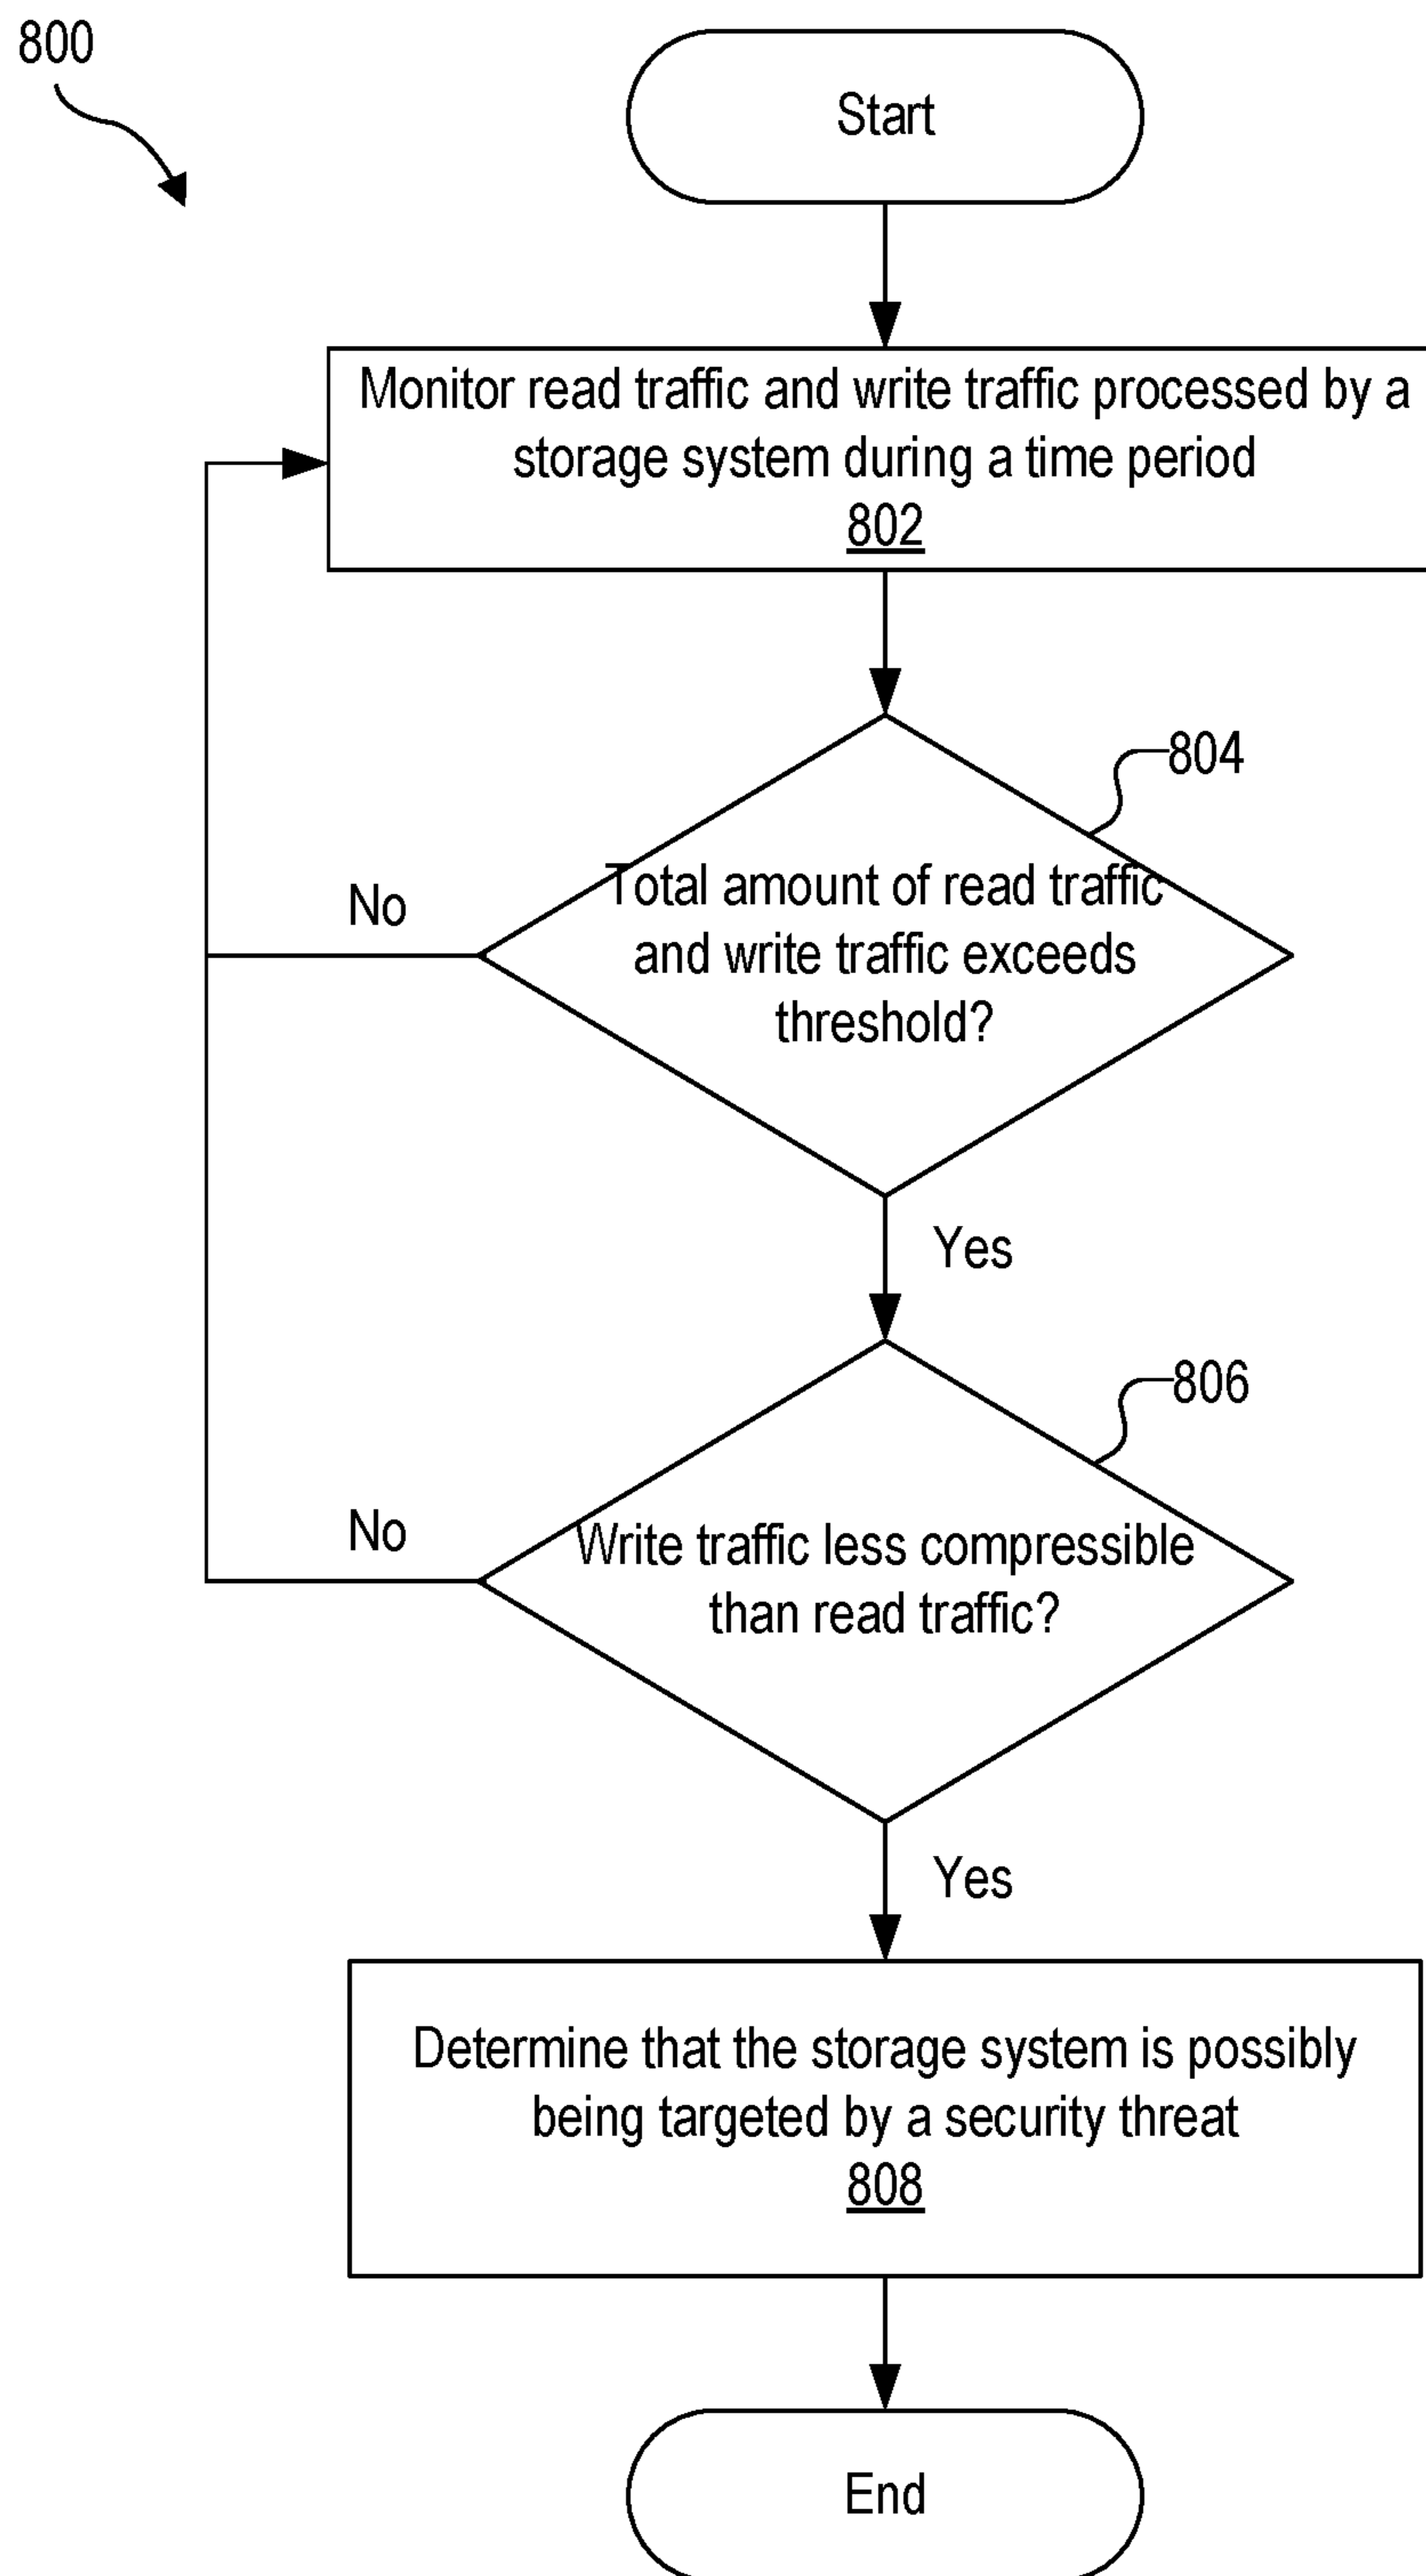 800
Start
Monitor read traffic and write traffic processed by a
storage system during a time period
802
804
Total amount of read traffic
and write traffic exceeds
threshold?
No
Yes
806
Write traffic less compressible
than read traffic?
No
Yes
Determine that the storage system is possibly
being targeted by a security threat
808
End